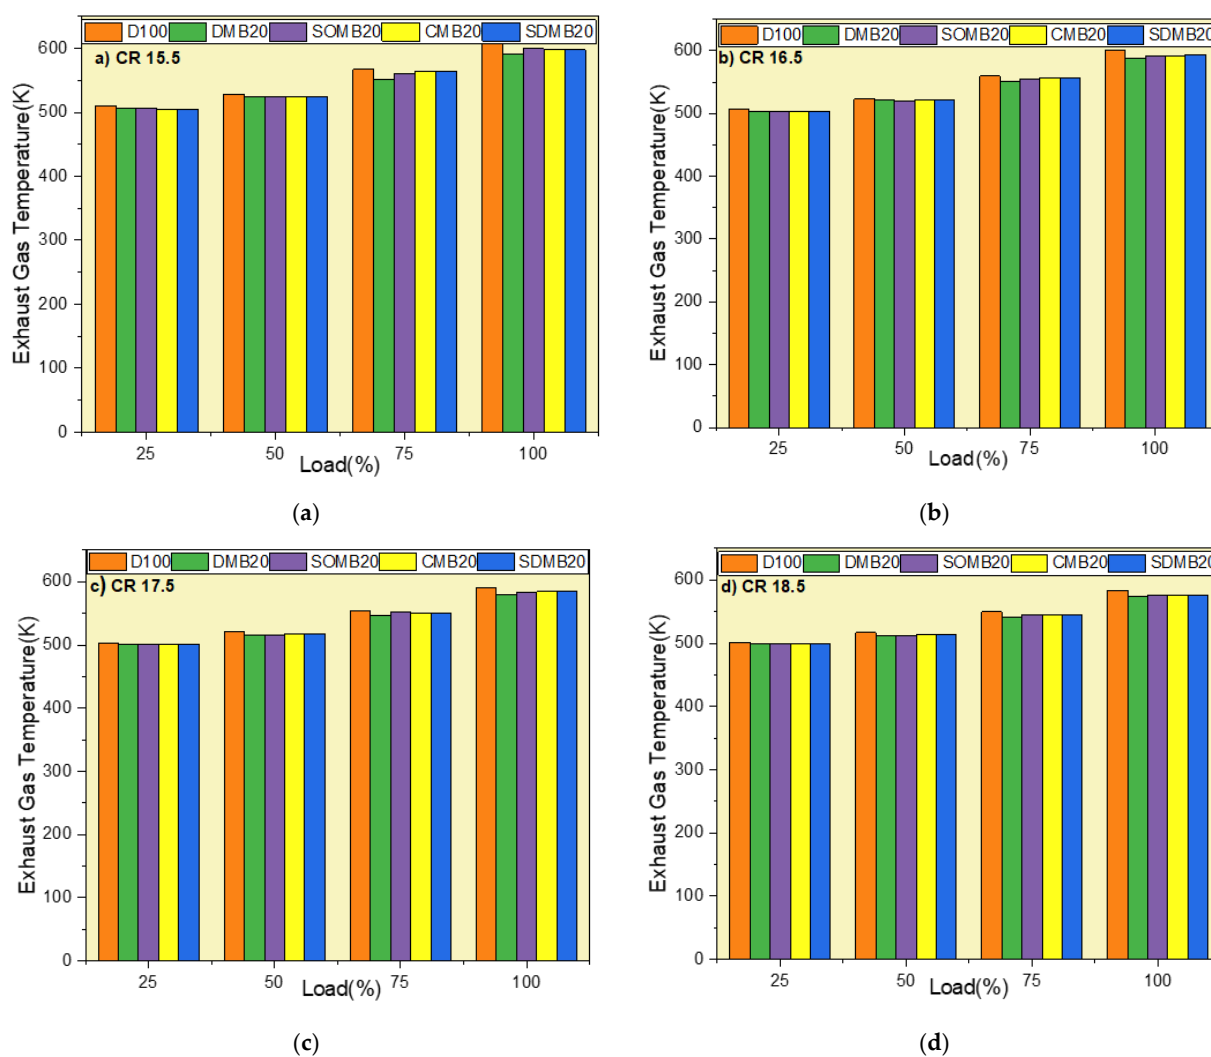 D100 DMB20 SOMB20 CMB20 SDMB20
a) CR 15.5
Exhaust Gas Temperature(K)
600
500
400
300
200
100
0
25 50 75 100
Load(%)
(a)
D100 DMB20 SOMB20 CMB20 SDMB20
b) CR 16.5
Exhaust Gas Temperature(K)
600
500
400
300
200
100
0
25 50 75 100
Load(%)
(b)
D100 DMB20 SOMB20 CMB20 SDMB20
c) CR 17.5
Exhaust Gas Temperature(K)
600
500
400
300
200
100
0
25 50 75 100
Load(%)
(c)
D100 DMB20 SOMB20 CMB20 SDMB20
d) CR 18.5
Exhaust Gas Temperature(K)
600
500
400
300
200
100
0
25 50 75 100
Load(%)
(d)